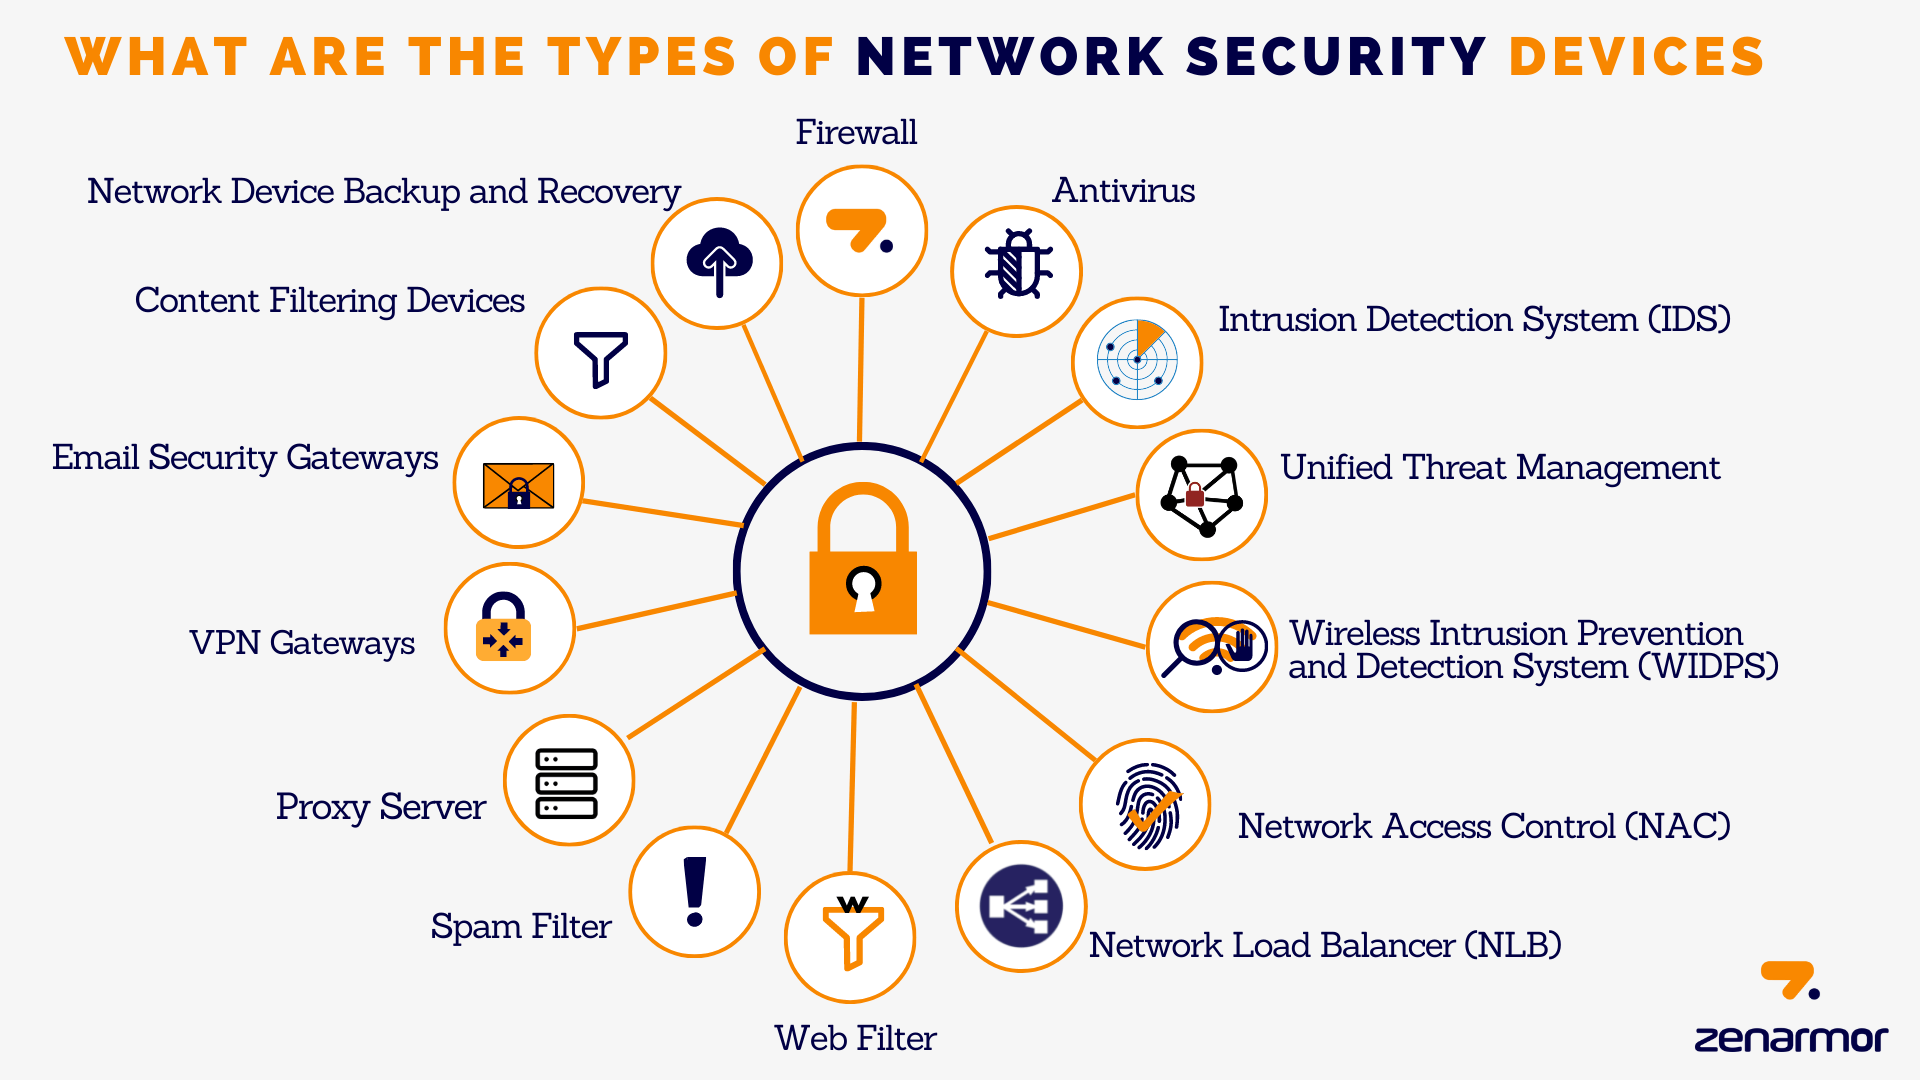 WHAT ARE THE TYPES OF NETWORK SECURITY DEVICES
Firewall
Antivirus
Intrusion Detection System (IDS)
Unified Threat Management
Wireless Intrusion Prevention
and Detection System (WIDPS)
Network Access Control (NAC)
Network Load Balancer (NLB)
W
Web Filter
Spam Filter
Proxy Server
VPN Gateways
Email Security Gateways
Content Filtering Devices
Network Device Backup and Recovery
zenarmor